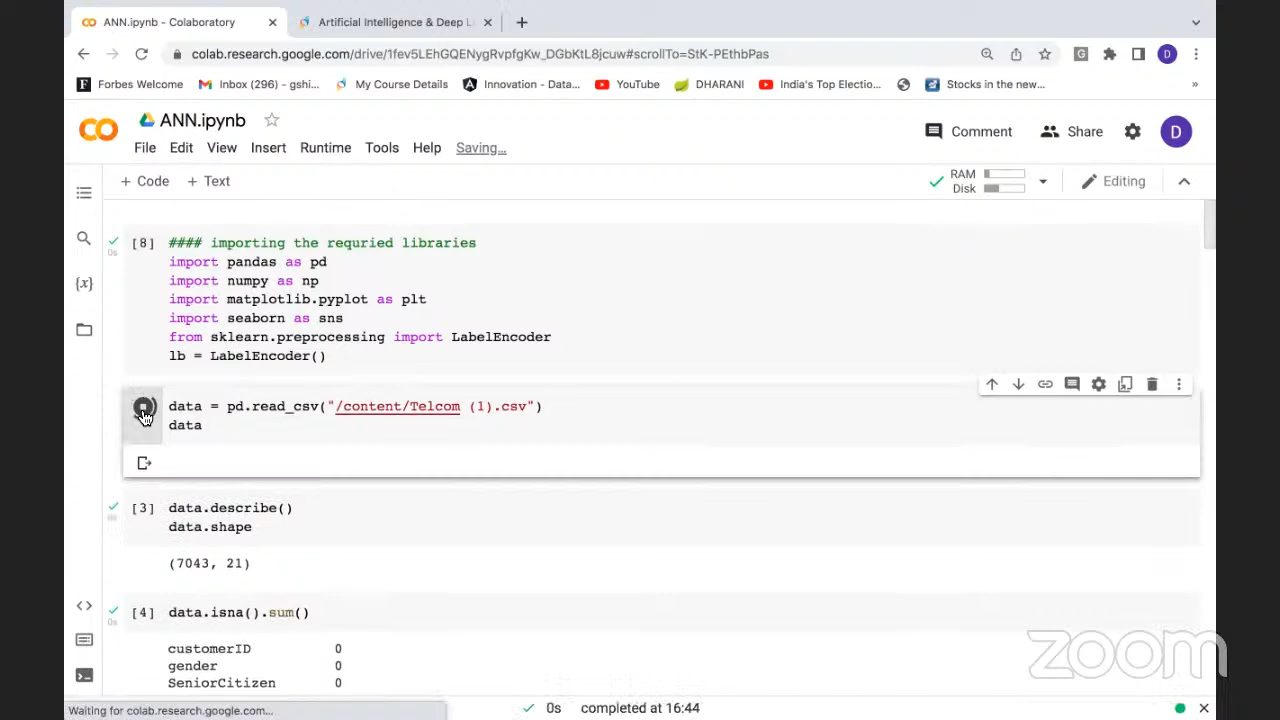 ANN.ipynb - Colaboratory
Artificial Intelligence & Deep L
colab.research.google.com/drive/1fev5LEhGQENygRvpfgKw_DGbKtL8jcuw#scrollTo=StK-PEthbPas
G
D
F Forbes Welcome
Inbox (296) - gshi...
My Course Details
Innovation - Data...
YouTube
DHARANI
India's Top Electio...
Stocks in the new...
»
CO
ANN.ipynb
Comment
Share
D
File Edit View Insert Runtime Tools Help Saving...
+ Code + Text
RAM
Disk
Editing
{x}
[8] #### importing the requried libraries
0s
import pandas as pd
import numpy as np
import matplotlib.pyplot as plt
import seaborn as sns
from sklearn.preprocessing import LabelEncoder
lb = LabelEncoder()
data = pd.read_csv("/content/Telcom (1).csv")
data
[3] data.describe()
data.shape
(7043, 21)
[4] data.isna().sum()
0s
customerID 0
gender 0
SeniorCitizen 0
zoom
Waiting for colab.research.google.com...
0s completed at 16:44